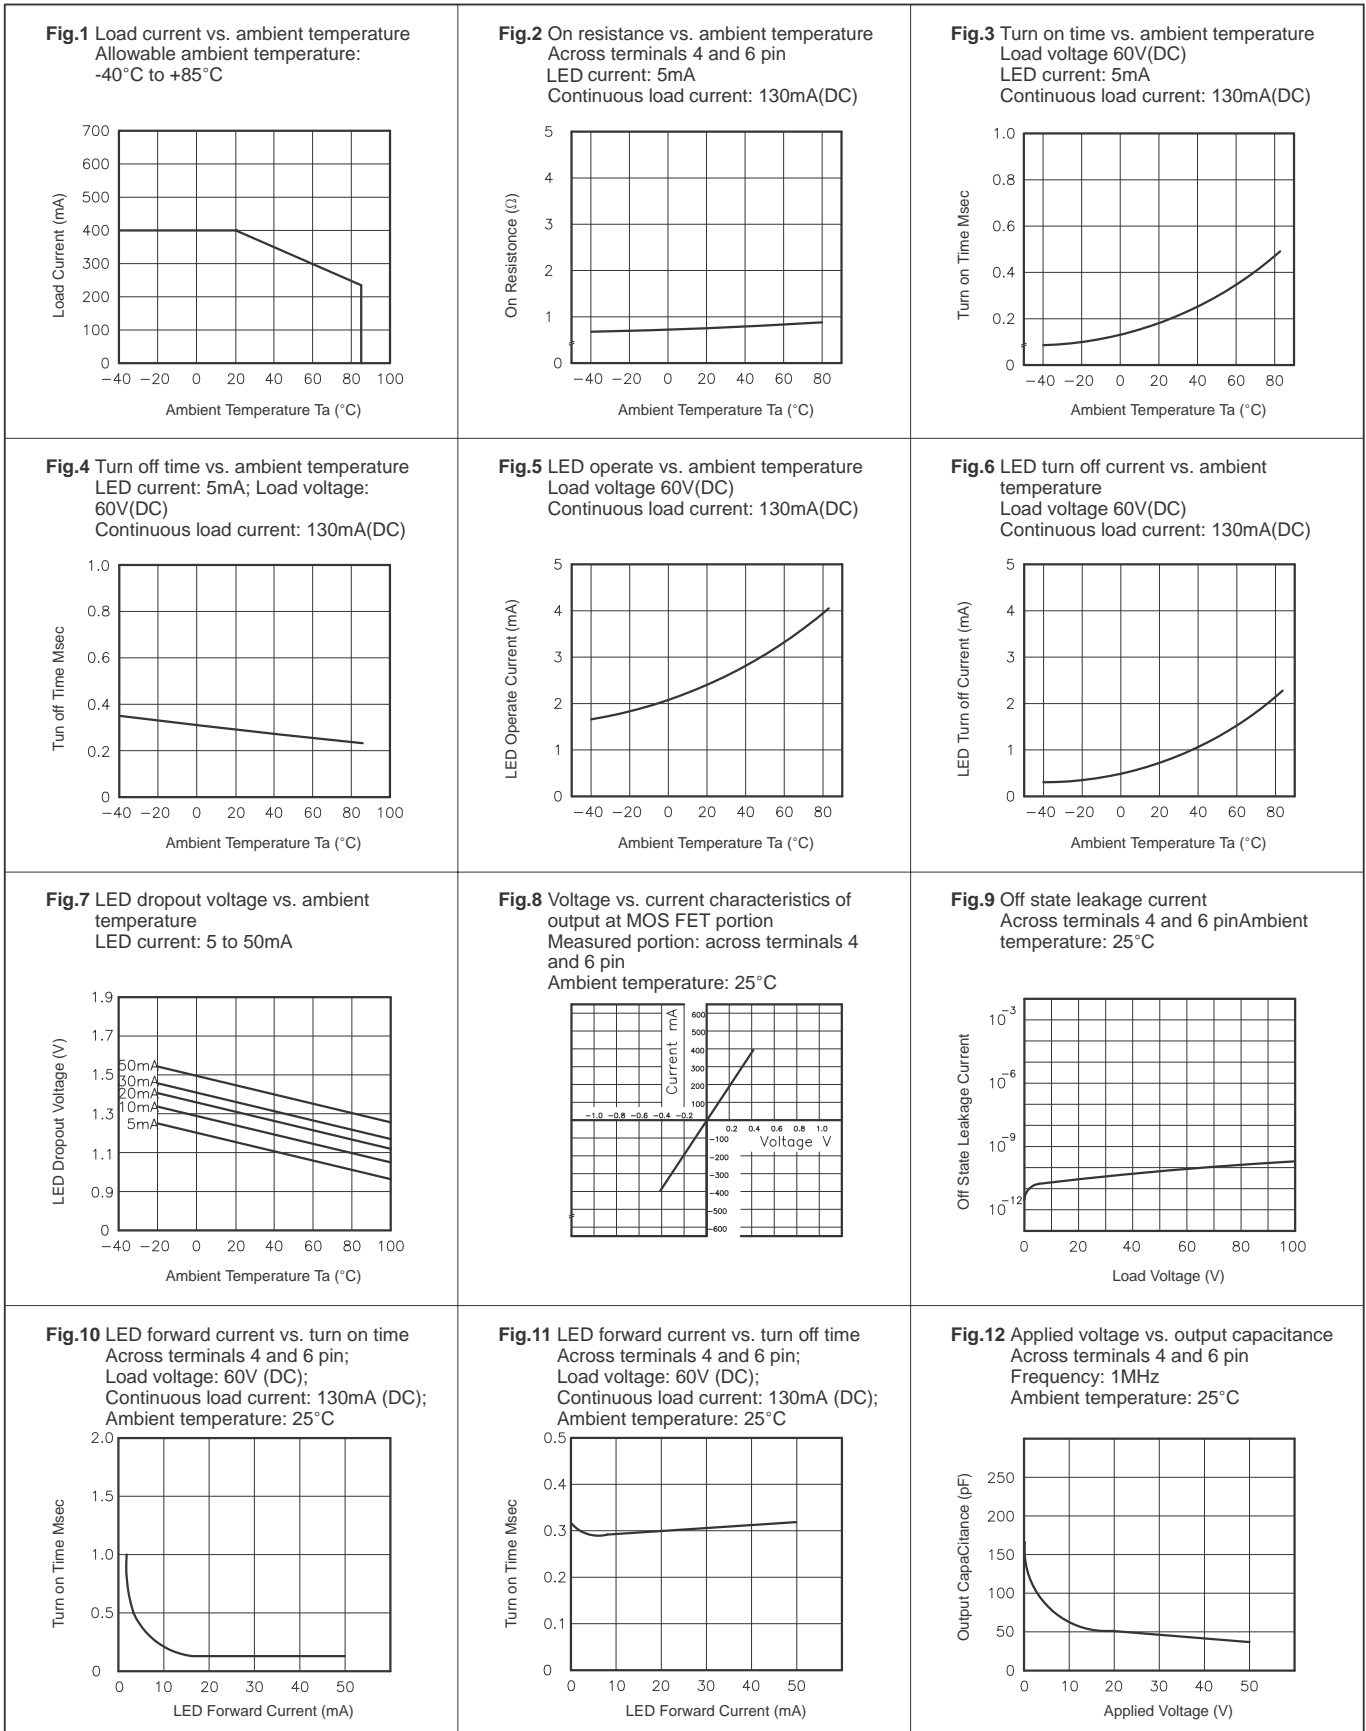 Fig.1 Load current vs. ambient temperature
Allowable ambient temperature:
-40°C to +85°C
700
600
500
400
300
200
100
0
Load Current (mA)
−40 −20 0 20 40 60 80 100
Ambient Temperature Ta (°C)
Fig.2 On resistance vs. ambient temperature
Across terminals 4 and 6 pin
LED current: 5mA
Continuous load current: 130mA(DC)
5
4
3
2
1
0
On Resistonce (Ω)
−40 −20 0 20 40 60 80
Ambient Temperature Ta (°C)
Fig.3 Turn on time vs. ambient temperature
Load voltage 60V(DC)
LED current: 5mA
Continuous load current: 130mA(DC)
1.0
0.8
0.6
0.4
0.2
0
Turn on Time Msec
−40 −20 0 20 40 60 80
Ambient Temperature Ta (°C)
Fig.4 Turn off time vs. ambient temperature
LED current: 5mA; Load voltage:
60V(DC)
Continuous load current: 130mA(DC)
1.0
0.8
0.6
0.4
0.2
0
Tun off Time Msec
−40 −20 0 20 40 60 80 100
Ambient Temperature Ta (°C)
Fig.5 LED operate vs. ambient temperature
Load voltage 60V(DC)
Continuous load current: 130mA(DC)
5
4
3
2
1
0
LED Operate Current (mA)
−40 −20 0 20 40 60 80
Ambient Temperature Ta (°C)
Fig.6 LED turn off current vs. ambient
temperature
Load voltage 60V(DC)
Continuous load current: 130mA(DC)
5
4
3
2
1
0
LED Turn off Current (mA)
−40 −20 0 20 40 60 80
Ambient Temperature Ta (°C)
Fig.7 LED dropout voltage vs. ambient
temperature
LED current: 5 to 50mA
1.9
1.7
1.5
1.3
1.1
0.9
0
50mA
30mA
20mA
10mA
5mA
LED Dropout Voltage (V)
−40 −20 0 20 40 60 80 100
Ambient Temperature Ta (°C)
Fig.8 Voltage vs. current characteristics of
output at MOS FET portion
Measured portion: across terminals 4
and 6 pin
Ambient temperature: 25°C
Current mA
600
500
400
300
200
100
−1.0 −0.8 −0.6 −0.4 −0.2
0.2 0.4 0.6 0.8 1.0
Voltage V
−100
−200
−300
−400
−500
−600
Fig.9 Off state leakage current
Across terminals 4 and 6 pinAmbient
temperature: 25°C
10−3
10−6
10−9
10−12
Off State Leakage Current
0 20 40 60 80 100
Load Voltage (V)
Fig.10 LED forward current vs. turn on time
Across terminals 4 and 6 pin;
Load voltage: 60V (DC);
Continuous load current: 130mA (DC);
Ambient temperature: 25°C
2.0
1.5
1.0
0.5
0
Turn on Time Msec
0 10 20 30 40 50
LED Forward Current (mA)
Fig.11 LED forward current vs. turn off time
Across terminals 4 and 6 pin;
Load voltage: 60V (DC);
Continuous load current: 130mA (DC);
Ambient temperature: 25°C
0.5
0.4
0.3
0.2
0.1
0
Turn on Time Msec
0 10 20 30 40 50
LED Forward Current (mA)
Fig.12 Applied voltage vs. output capacitance
Across terminals 4 and 6 pin
Frequency: 1MHz
Ambient temperature: 25°C
250
200
150
100
50
0
Output CapaCitance (pF)
0 10 20 30 40 50
Applied Voltage (V)